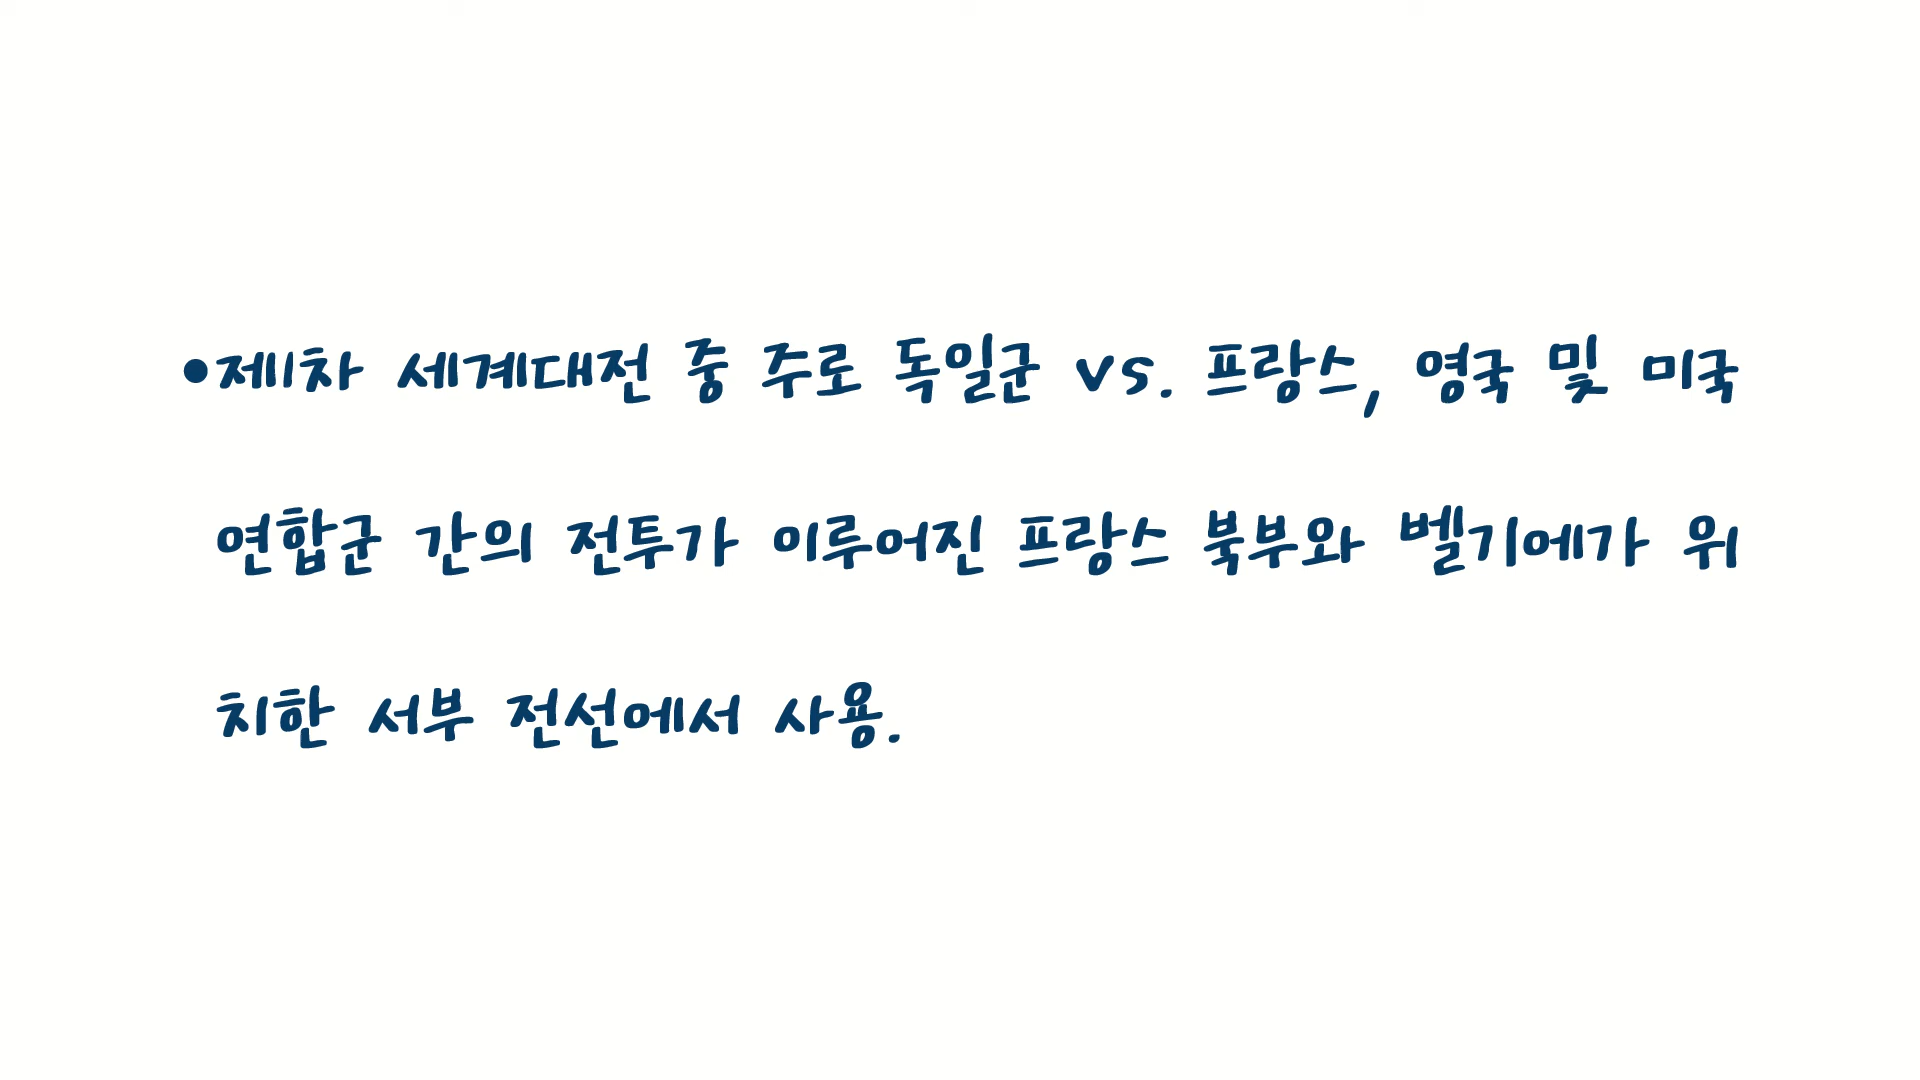 •제1차 세계대전 중 주로 독일군 vs. 프랑스, 영국 및 미국
연합군 간의 전투가 이루어진 프랑스 북부와 벨기에가 위
치한 서부 전선에서 사용.